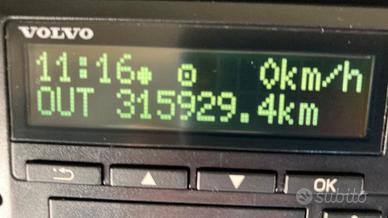 VOLVO
11:16 0km/h
OUT 315929.4km
OK
subito